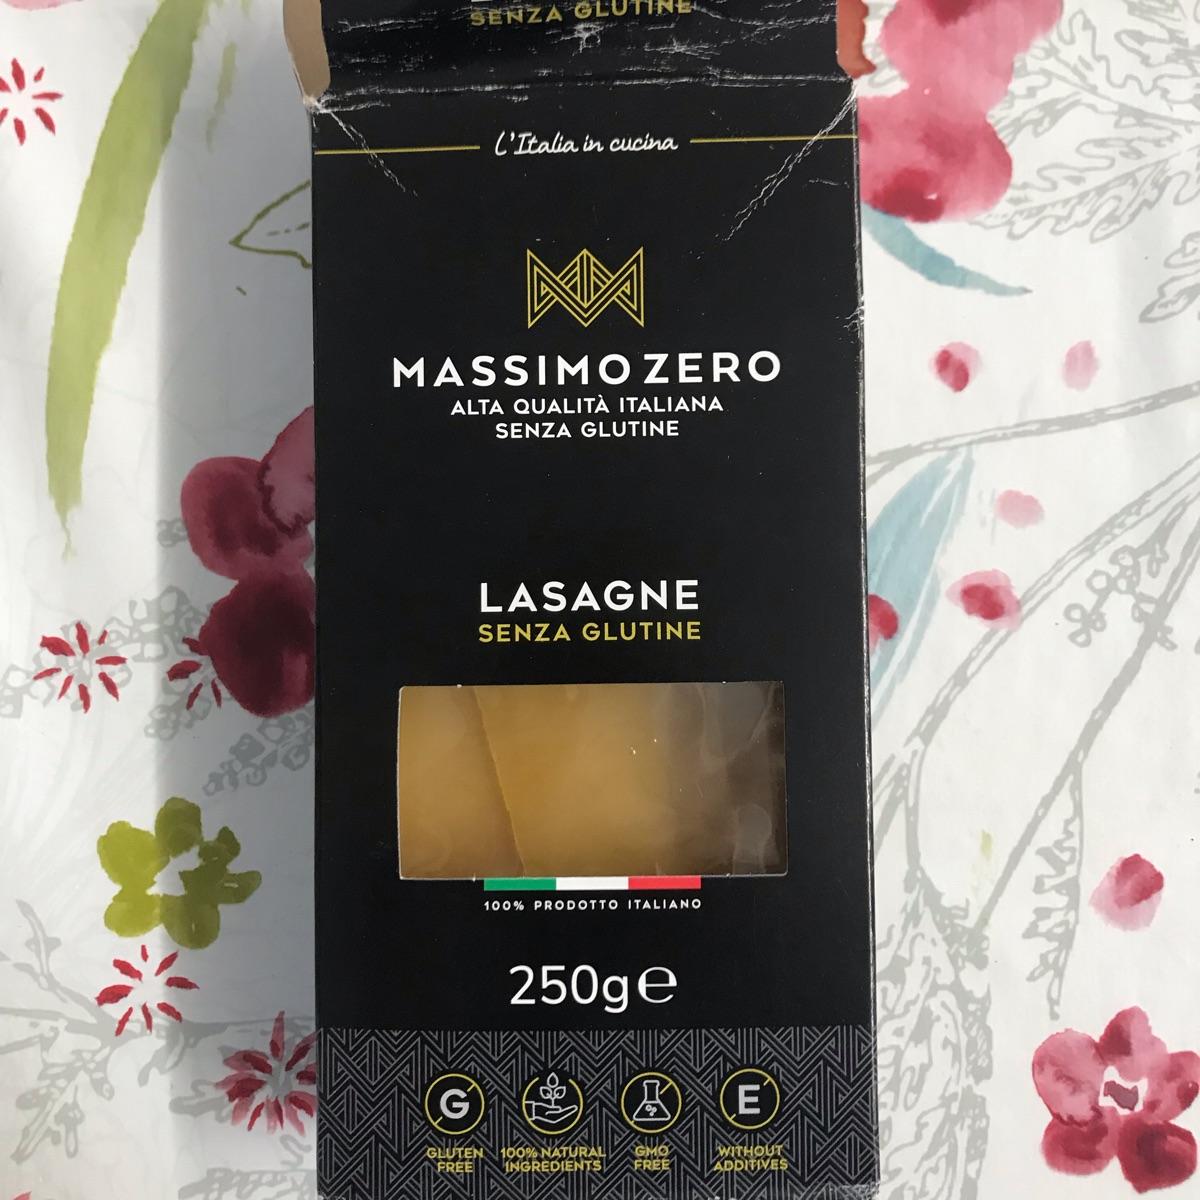 SENZA GLUTINE
L'Italia in cucina
MASSIMO ZERO
ALTA QUALITÀ ITALIANA
SENZA GLUTINE
LASAGNE
SENZA GLUTINE
100% PRODOTTO ITALIANO
250g℮
G
E
GLUTEN
FREE
100% NATURAL
INGREDIENTS
GMO
FREE
WITHOUT
ADDITIVES